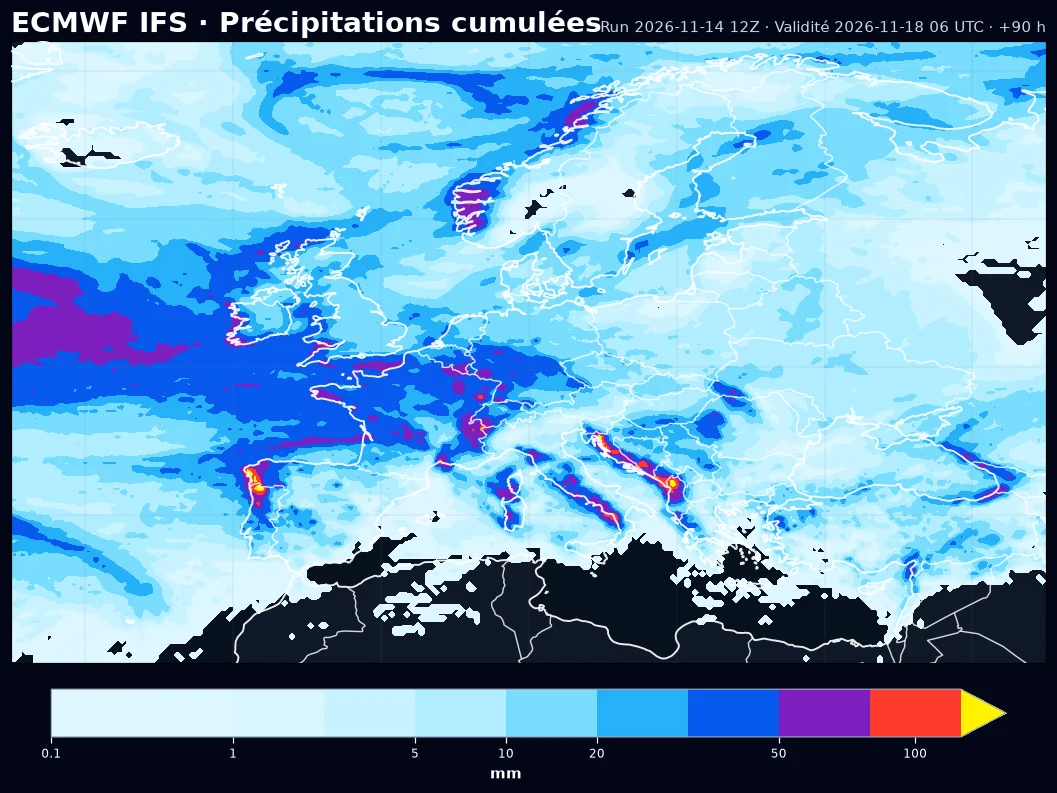 ECMWF IFS · Précipitations cumulées
Run 2026-11-14 12Z · Validité 2026-11-18 06 UTC · +90 h
0.1 1 5 10 20 50 100
mm